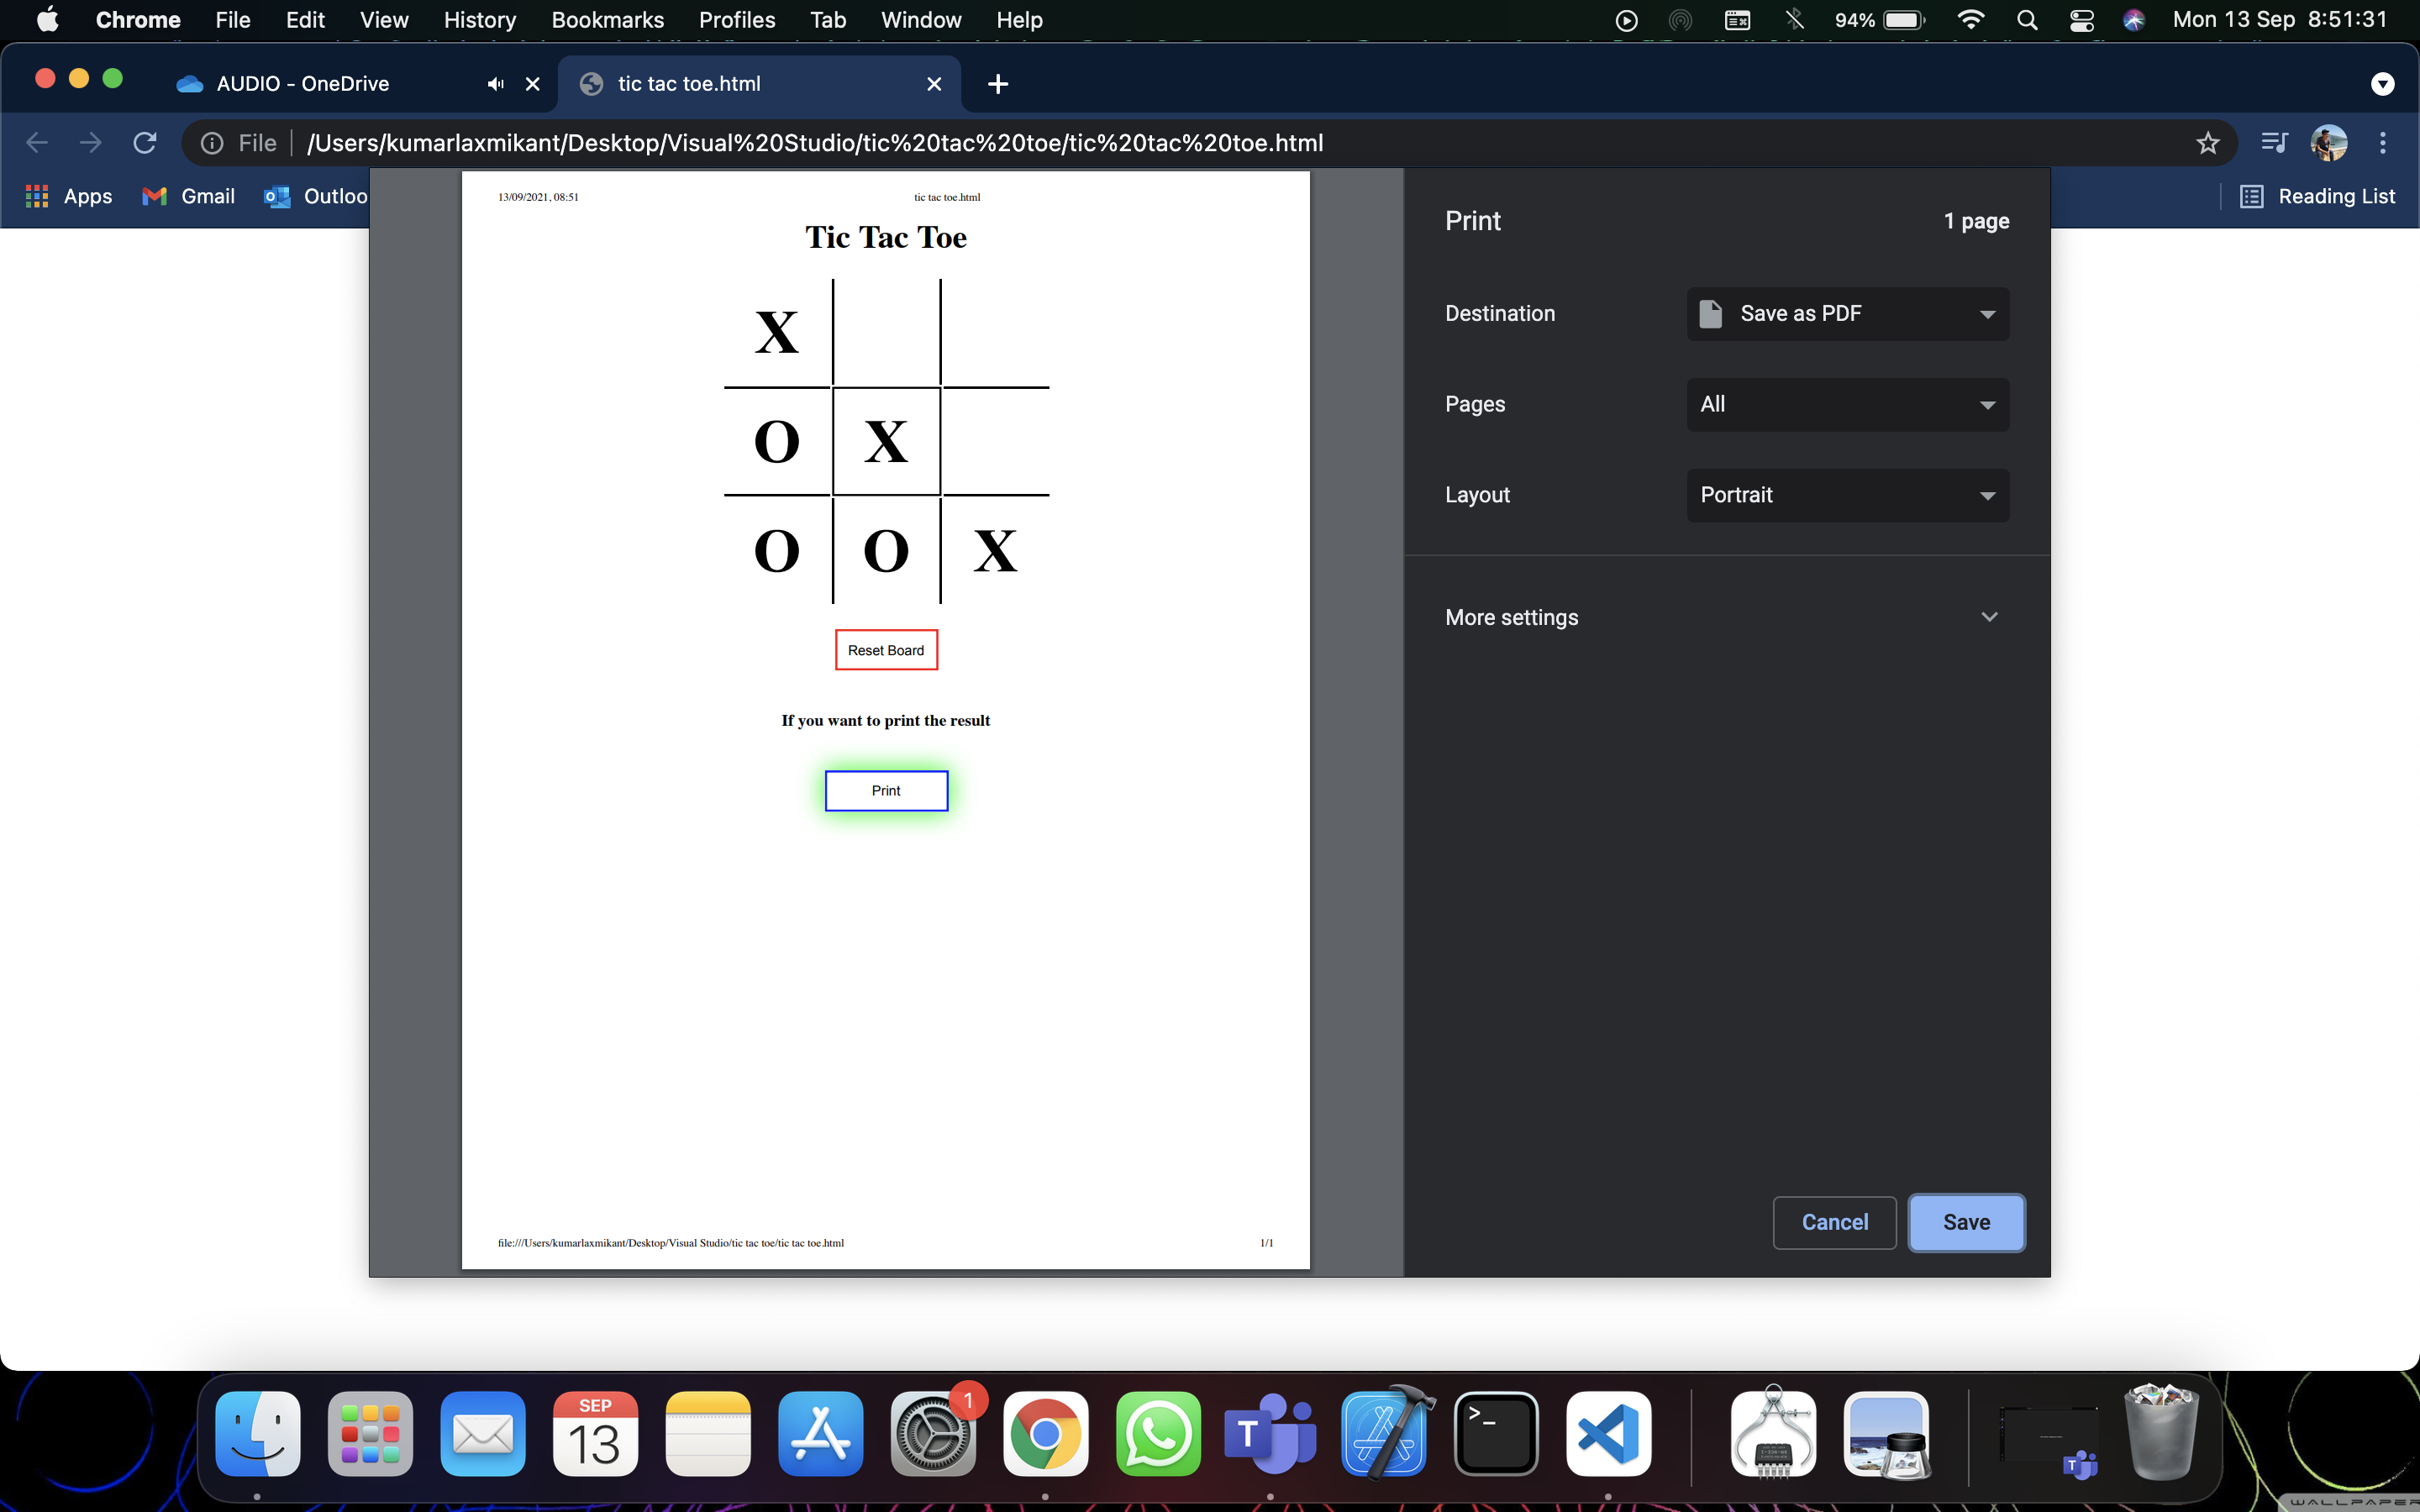 Chrome File Edit View History Bookmarks Profiles Tab Window Help 94% Mon 13 Sep 8:51:31
AUDIO - OneDrive tic tac toe.html
File /Users/kumarlaxmikant/Desktop/Visual%20Studio/tic%20tac%20toe/tic%20tac%20toe.html
Apps Gmail Outloo Reading List
13/09/2021, 08:51 tic tac toe.html
Tic Tac Toe
X
O X
O O X
Reset Board
If you want to print the result
Print
file:///Users/kumarlaxmikant/Desktop/Visual Studio/tic tac toe/tic tac toe.html 1/1
Print 1 page
Destination Save as PDF
Pages All
Layout Portrait
More settings
Cancel Save
SEP
13
1
T
>_
T
WALLPAPER